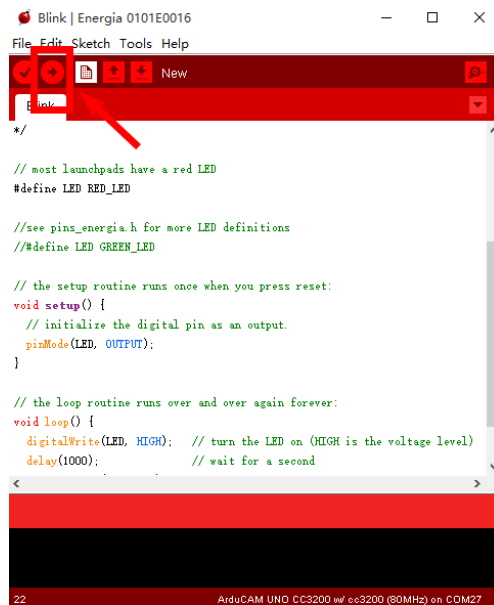 Blink | Energia 0101E0016
File Edit Sketch Tools Help
New
Blink
*/
// most launchpads have a red LED
#define LED RED_LED
//see pins_energia.h for more LED definitions
//#define LED GREEN_LED
// the setup routine runs once when you press reset:
void setup() {
// initialize the digital pin as an output.
pinMode(LED, OUTPUT);
}
// the loop routine runs over and over again forever:
void loop() {
digitalWrite(LED, HIGH); // turn the LED on (HIGH is the voltage level)
delay(1000); // wait for a second
22
ArduCAM UNO CC3200 w/ cc3200 (80MHz) on COM27